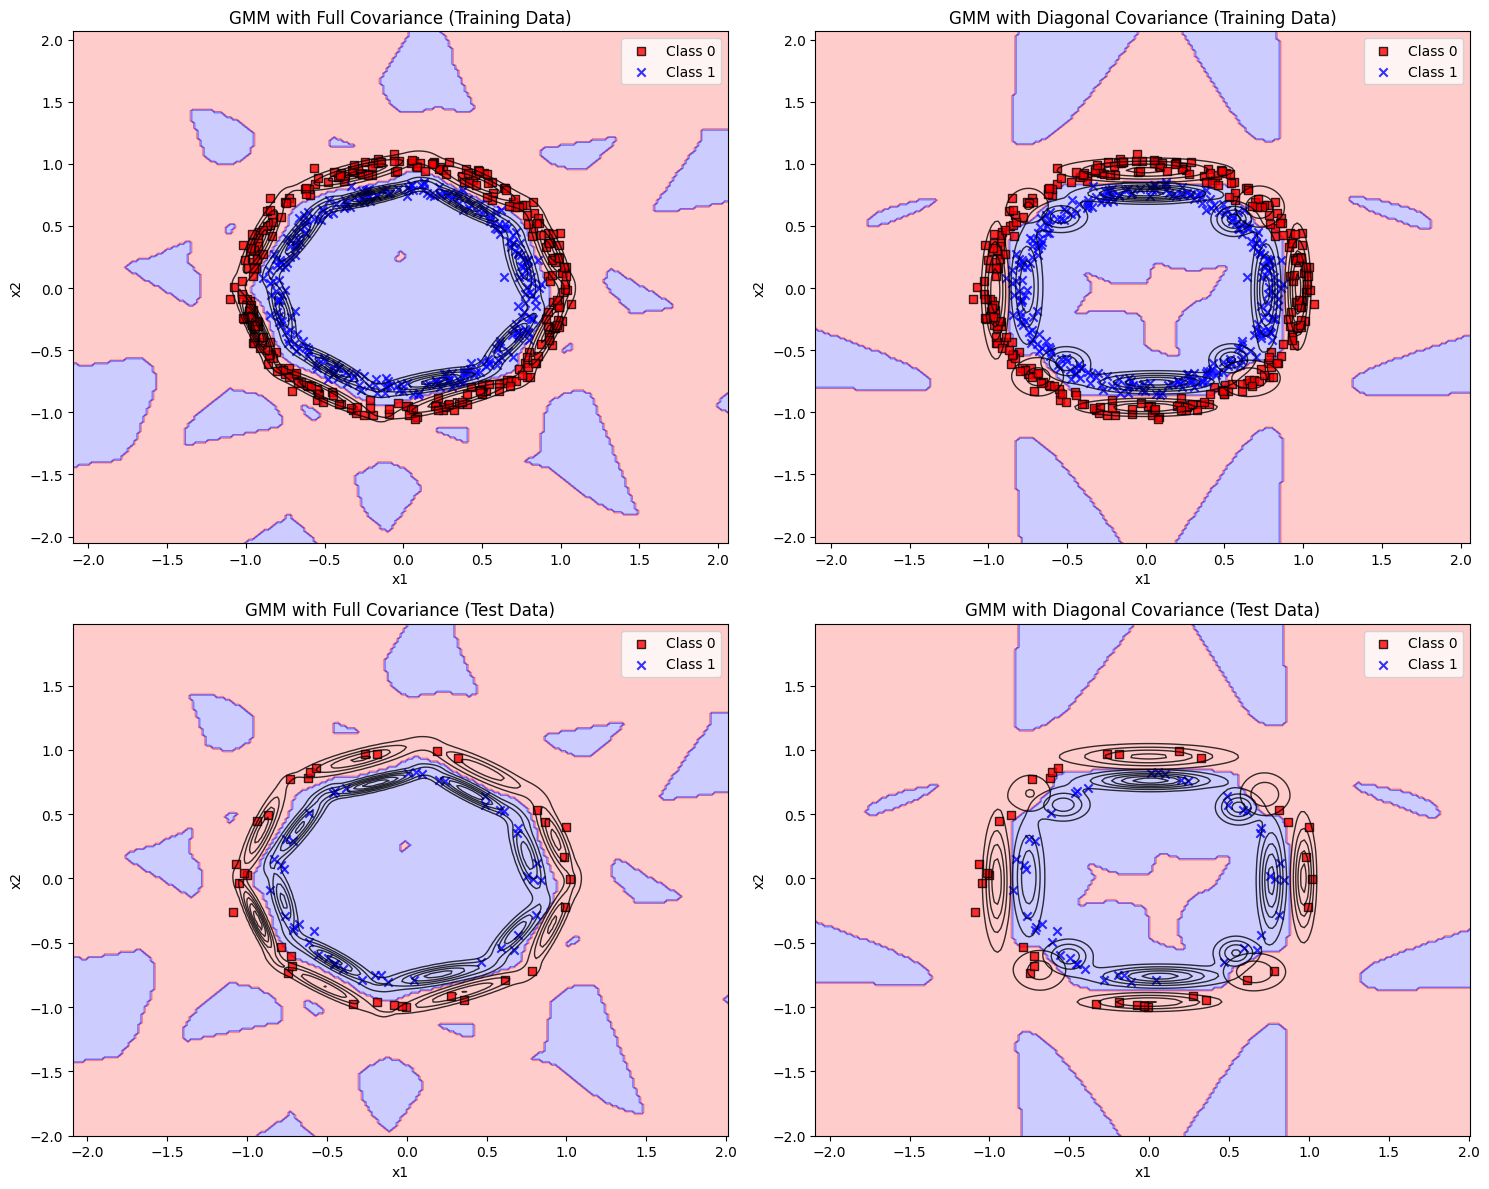 GMM with Full Covariance (Training Data)
2.0
1.5
1.0
0.5
0.0
−0.5
−1.0
−1.5
−2.0
x2
Class 0
Class 1
−2.0 −1.5 −1.0 −0.5 0.0 0.5 1.0 1.5 2.0
x1
GMM with Diagonal Covariance (Training Data)
2.0
1.5
1.0
0.5
0.0
−0.5
−1.0
−1.5
−2.0
x2
Class 0
Class 1
−2.0 −1.5 −1.0 −0.5 0.0 0.5 1.0 1.5 2.0
x1
GMM with Full Covariance (Test Data)
1.5
1.0
0.5
0.0
−0.5
−1.0
−1.5
−2.0
x2
Class 0
Class 1
−2.0 −1.5 −1.0 −0.5 0.0 0.5 1.0 1.5 2.0
x1
GMM with Diagonal Covariance (Test Data)
1.5
1.0
0.5
0.0
−0.5
−1.0
−1.5
−2.0
x2
Class 0
Class 1
−2.0 −1.5 −1.0 −0.5 0.0 0.5 1.0 1.5 2.0
x1